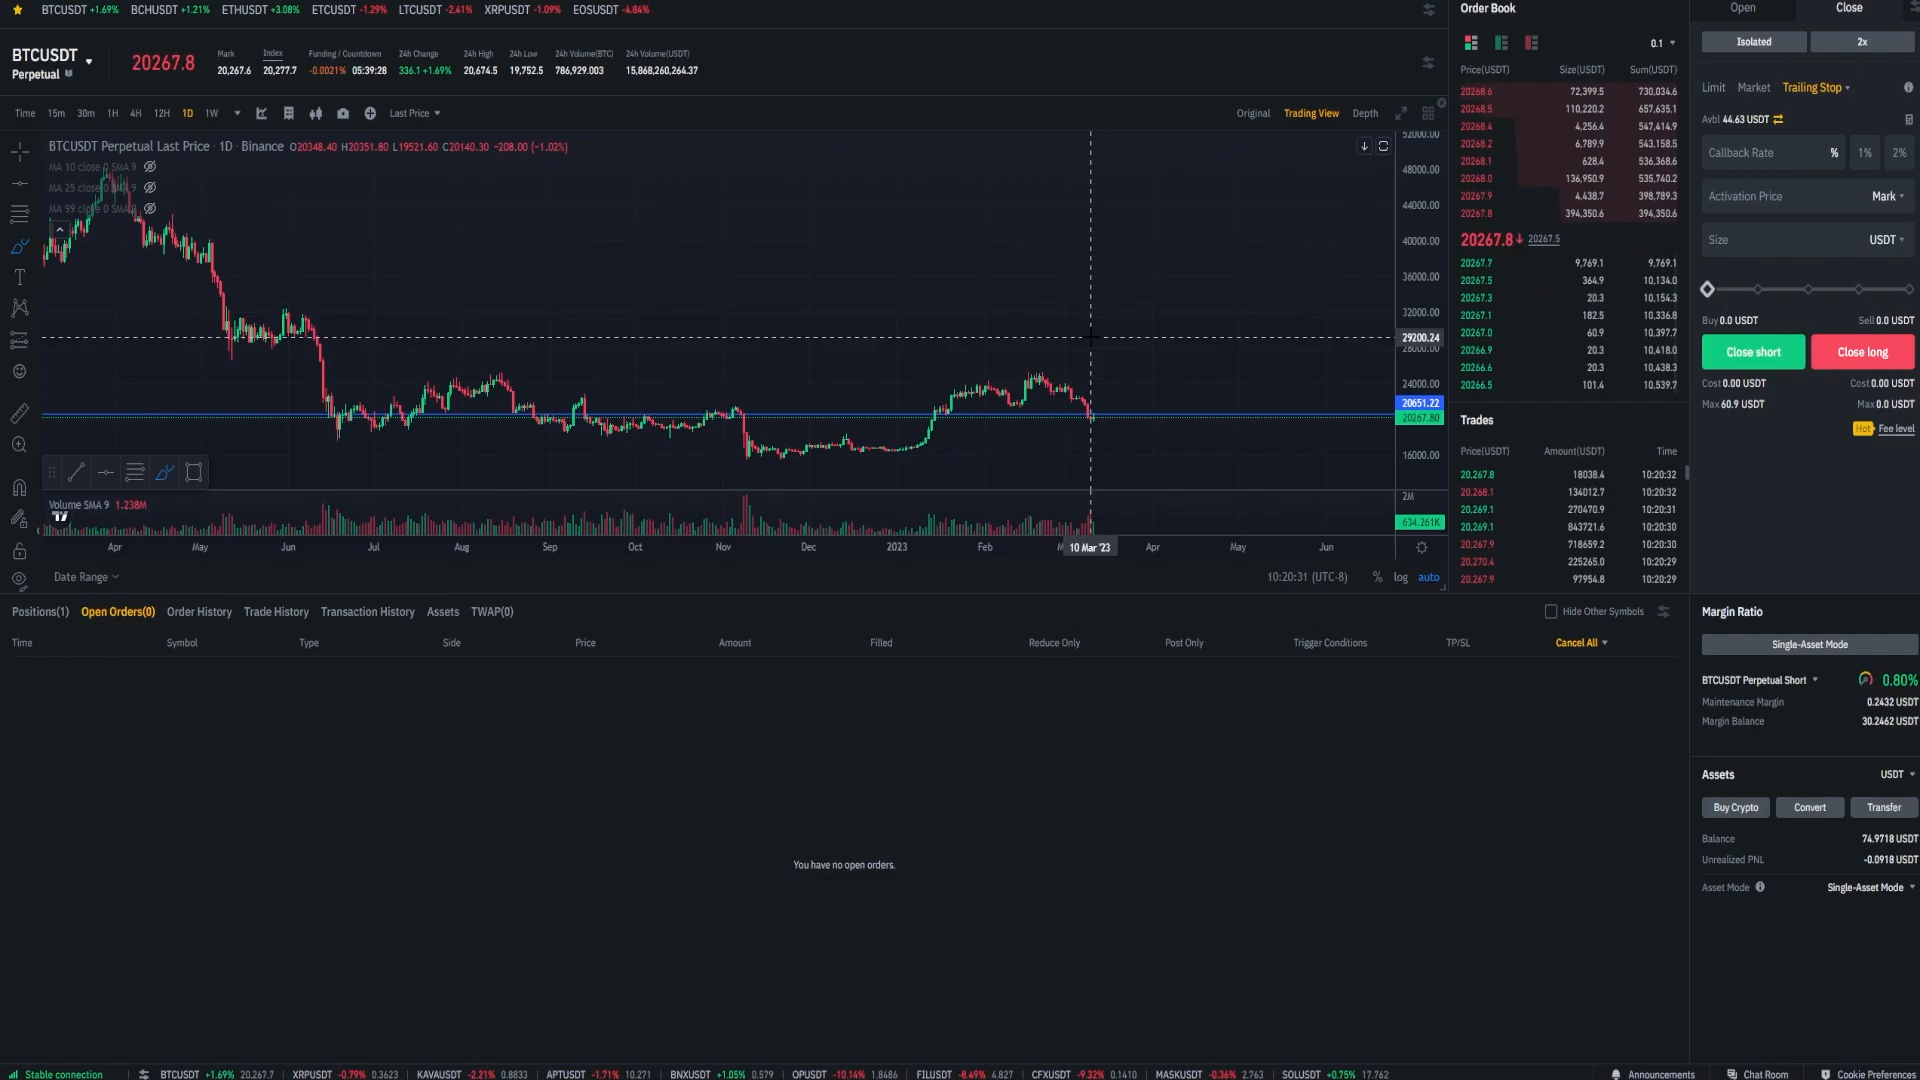 BTCUSDT +1.69% BCHUSDT +1.21% ETHUSDT +3.08% ETCUSDT -1.29% LTCUSDT -2.41% XRPUSDT -1.09% EOSUSDT -4.84%
BTCUSDT Perpetual
20267.8
Mark 20,267.6
Index 20,277.7
Funding / Countdown -0.0021% 05:39:28
24h Change 336.1 +1.69%
24h High 20,674.5
24h Low 19,752.5
24h Volume(BTC) 786,929.003
24h Volume(USDT) 15,868,260,264.37
Time 15m 30m 1H 4H 12H 1D 1W Last Price
Original Trading View Depth
BTCUSDT Perpetual Last Price · 1D · Binance O20348.40 H20351.80 L19521.60 C20140.30 -208.00 (-1.02%)
MA 10 close 0 SMA 9
MA 25 close 0 SMA 9
MA 99 close 0 SMA 9
52000.00
48000.00
44000.00
40000.00
36000.00
32000.00
29200.24
28000.00
24000.00
20651.22
20267.80
16000.00
Volume SMA 9 1.238M
2M
634.261K
Apr May Jun Jul Aug Sep Oct Nov Dec 2023 Feb 10 Mar '23 Apr May Jun
Date Range
10:20:31 (UTC-8) % log auto
Order Book
0.1
Price(USDT) Size(USDT) Sum(USDT)
20268.6 72,399.5 730,034.6
20268.5 110,220.2 657,635.1
20268.4 4,256.4 547,414.9
20268.2 6,789.9 543,158.5
20268.1 628.4 536,368.6
20268.0 136,950.9 535,740.2
20267.9 4,438.7 398,789.3
20267.8 394,350.6 394,350.6
20267.8 20267.5
20267.7 9,769.1 9,769.1
20267.5 364.9 10,134.0
20267.3 20.3 10,154.3
20267.1 182.5 10,336.8
20267.0 60.9 10,397.7
20266.9 20.3 10,418.0
20266.6 20.3 10,438.3
20266.5 101.4 10,539.7
Trades
Price(USDT) Amount(USDT) Time
20,267.8 18038.4 10:20:32
20,268.1 134012.7 10:20:32
20,269.1 270470.9 10:20:31
20,269.1 843721.6 10:20:30
20,267.9 718659.2 10:20:30
20,270.4 225265.0 10:20:29
20,267.9 97954.8 10:20:29
Open Close
Isolated 2x
Limit Market Trailing Stop
Avbl 44.63 USDT
Callback Rate % 1% 2%
Activation Price Mark
Size USDT
Buy 0.0 USDT Sell 0.0 USDT
Close short Close long
Cost 0.00 USDT Cost 0.00 USDT
Max 60.9 USDT Max 0.0 USDT
Hot Fee level
Positions(1) Open Orders(0) Order History Trade History Transaction History Assets TWAP(0)
Hide Other Symbols
Time Symbol Type Side Price Amount Filled Reduce Only Post Only Trigger Conditions TP/SL Cancel All
You have no open orders.
Margin Ratio
Single-Asset Mode
BTCUSDT Perpetual Short 0.80%
Maintenance Margin 0.2432 USDT
Margin Balance 30.2462 USDT
Assets USDT
Buy Crypto Convert Transfer
Balance 74.9718 USDT
Unrealized PNL -0.0918 USDT
Asset Mode Single-Asset Mode
Stable connection BTCUSDT +1.69% 20,267.7 XRPUSDT -0.79% 0.3623 KAVAUSDT -2.21% 0.8833 APTUSDT -1.71% 10.271 BNXUSDT +1.05% 0.579 OPUSDT -10.14% 1.8486 FILUSDT -8.49% 4.827 CFXUSDT -9.32% 0.1410 MASKUSDT -0.36% 2.763 SOLUSDT +0.75% 17.762 Announcements Chat Room Cookie Preferences